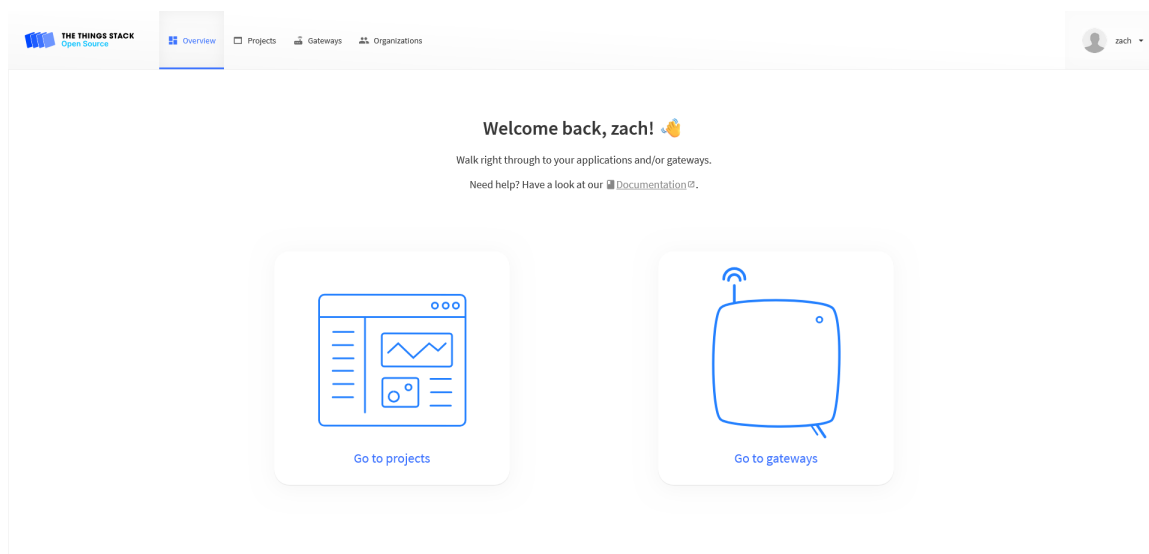 THE THINGS STACK
Open Source
Overview
Projects
Gateways
Organizations
zach
Welcome back, zach! 👋
Walk right through to your applications and/or gateways.
Need help? Have a look at our Documentation.
Go to projects
Go to gateways